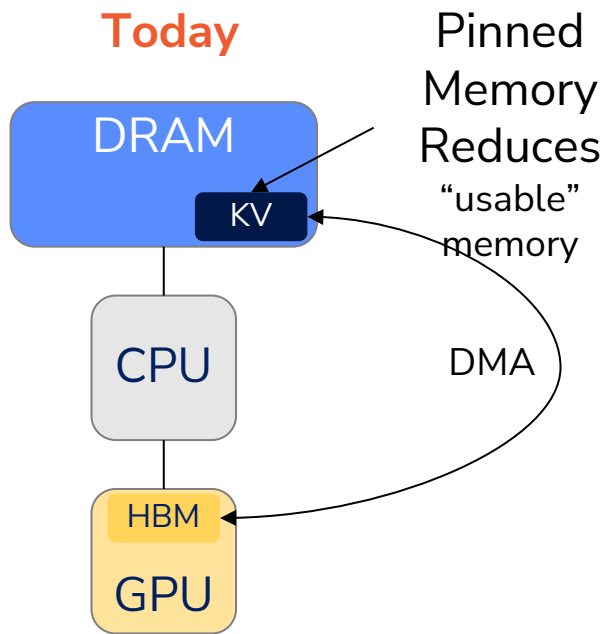 Today
Pinned
Memory
Reduces
“usable”
memory
DRAM
KV
CPU
DMA
HBM
GPU